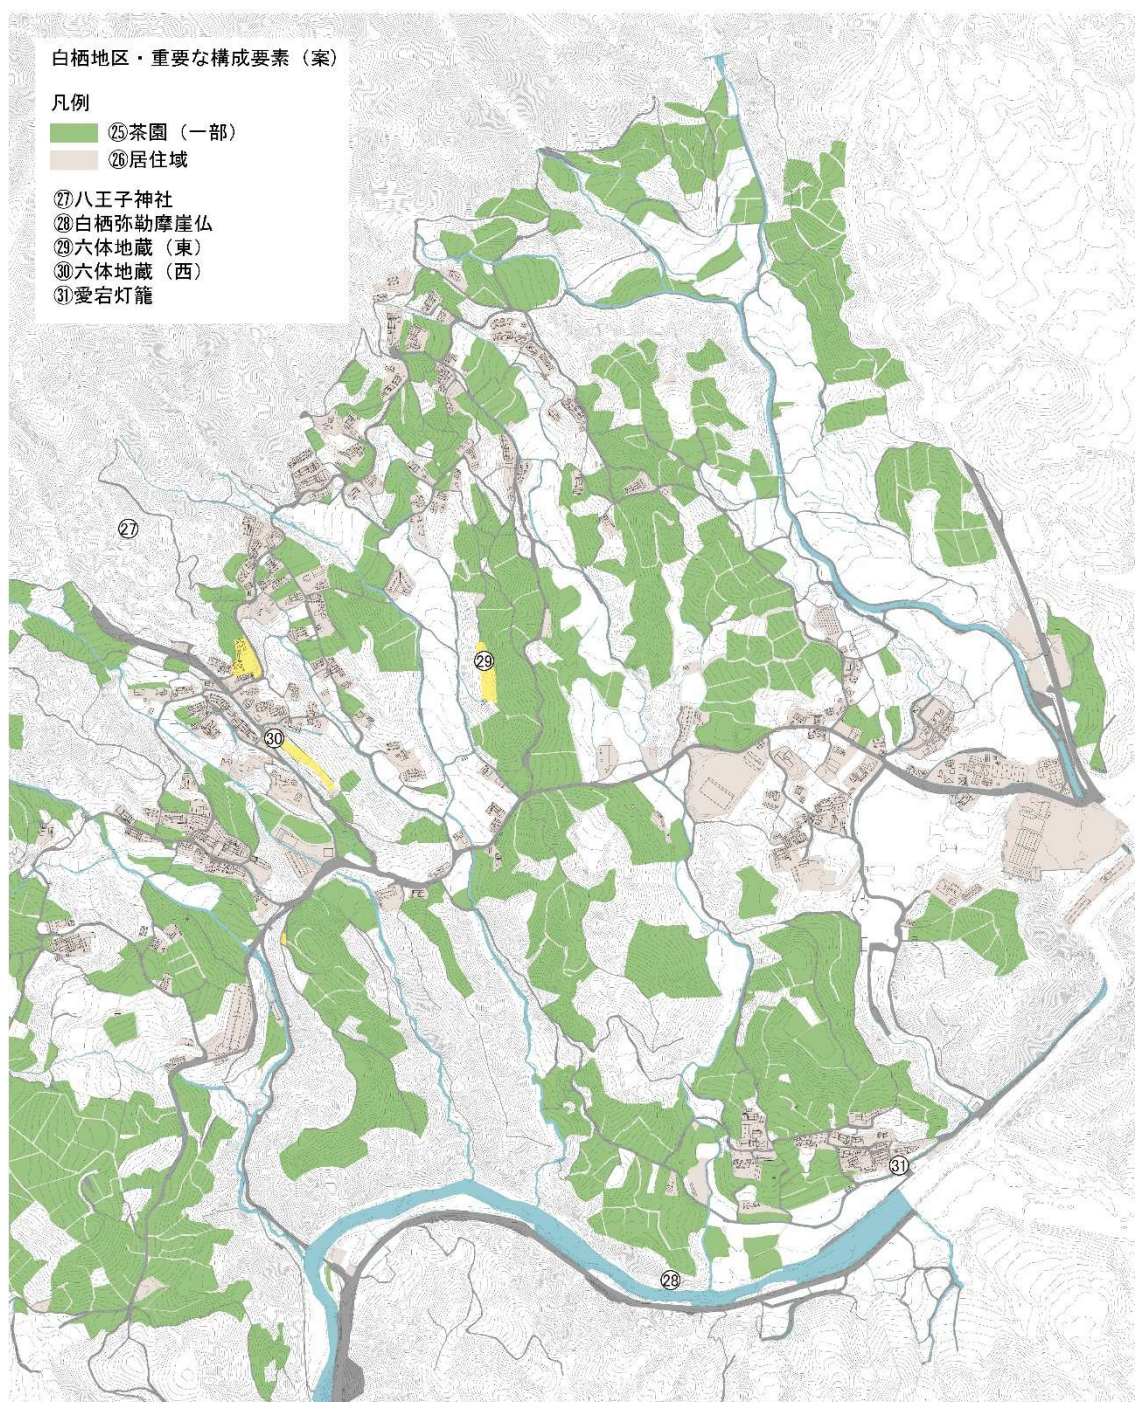 白栖地区・重要な構成要素（案）
凡例
㉕茶園（一部）
㉖居住域
㉗八王子神社
㉘白栖弥勒摩崖仏
㉙六体地蔵（東）
㉚六体地蔵（西）
㉛愛宕灯籠
㉗
㉙
㉚
㉛
㉘